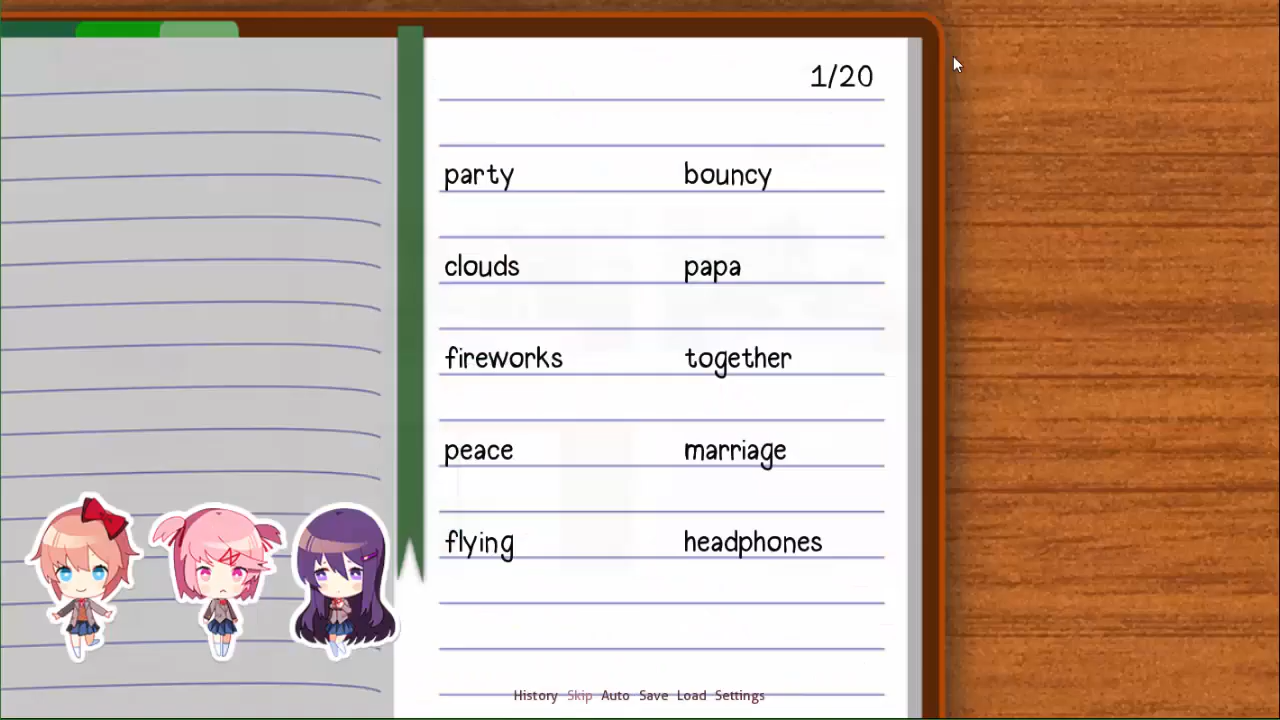 1/20
party bouncy
clouds papa
fireworks together
peace marriage
flying headphones
History Skip Auto Save Load Settings